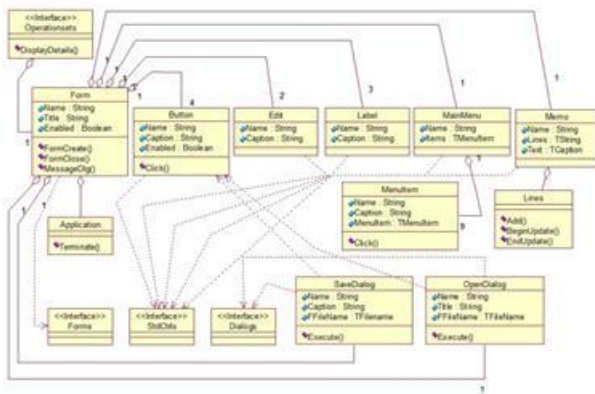 <<Interface>>
Operationsets
DisplayDetails()
Form
Name : String
Title : String
Enabled : Boolean
FormCreate()
FormClose()
MessageDlg()
Button
Name : String
Caption : String
Enabled : Boolean
Click()
Edit
Name : String
Caption : String
Label
Name : String
Caption : String
MainMenu
Name : String
Items : TMenuItem
Memo
Name : String
Lines : TString
Text : TCaption
MenuItem
Name : String
Caption : String
MenuItem : TMenuItem
Click()
Lines
Add()
BeginUpdate()
EndUpdate()
Application
Terminate()
<<Interface>>
Forms
<<Interface>>
StdCtrls
<<Interface>>
Dialogs
SaveDialog
Name : String
Caption : String
FFileName : TFilename
Execute()
OpenDialog
Name : String
Title : String
FFileName : TFileName
Execute()
1
1
1
1
1
4
2
3
1
1
1
9
1
1
1
1